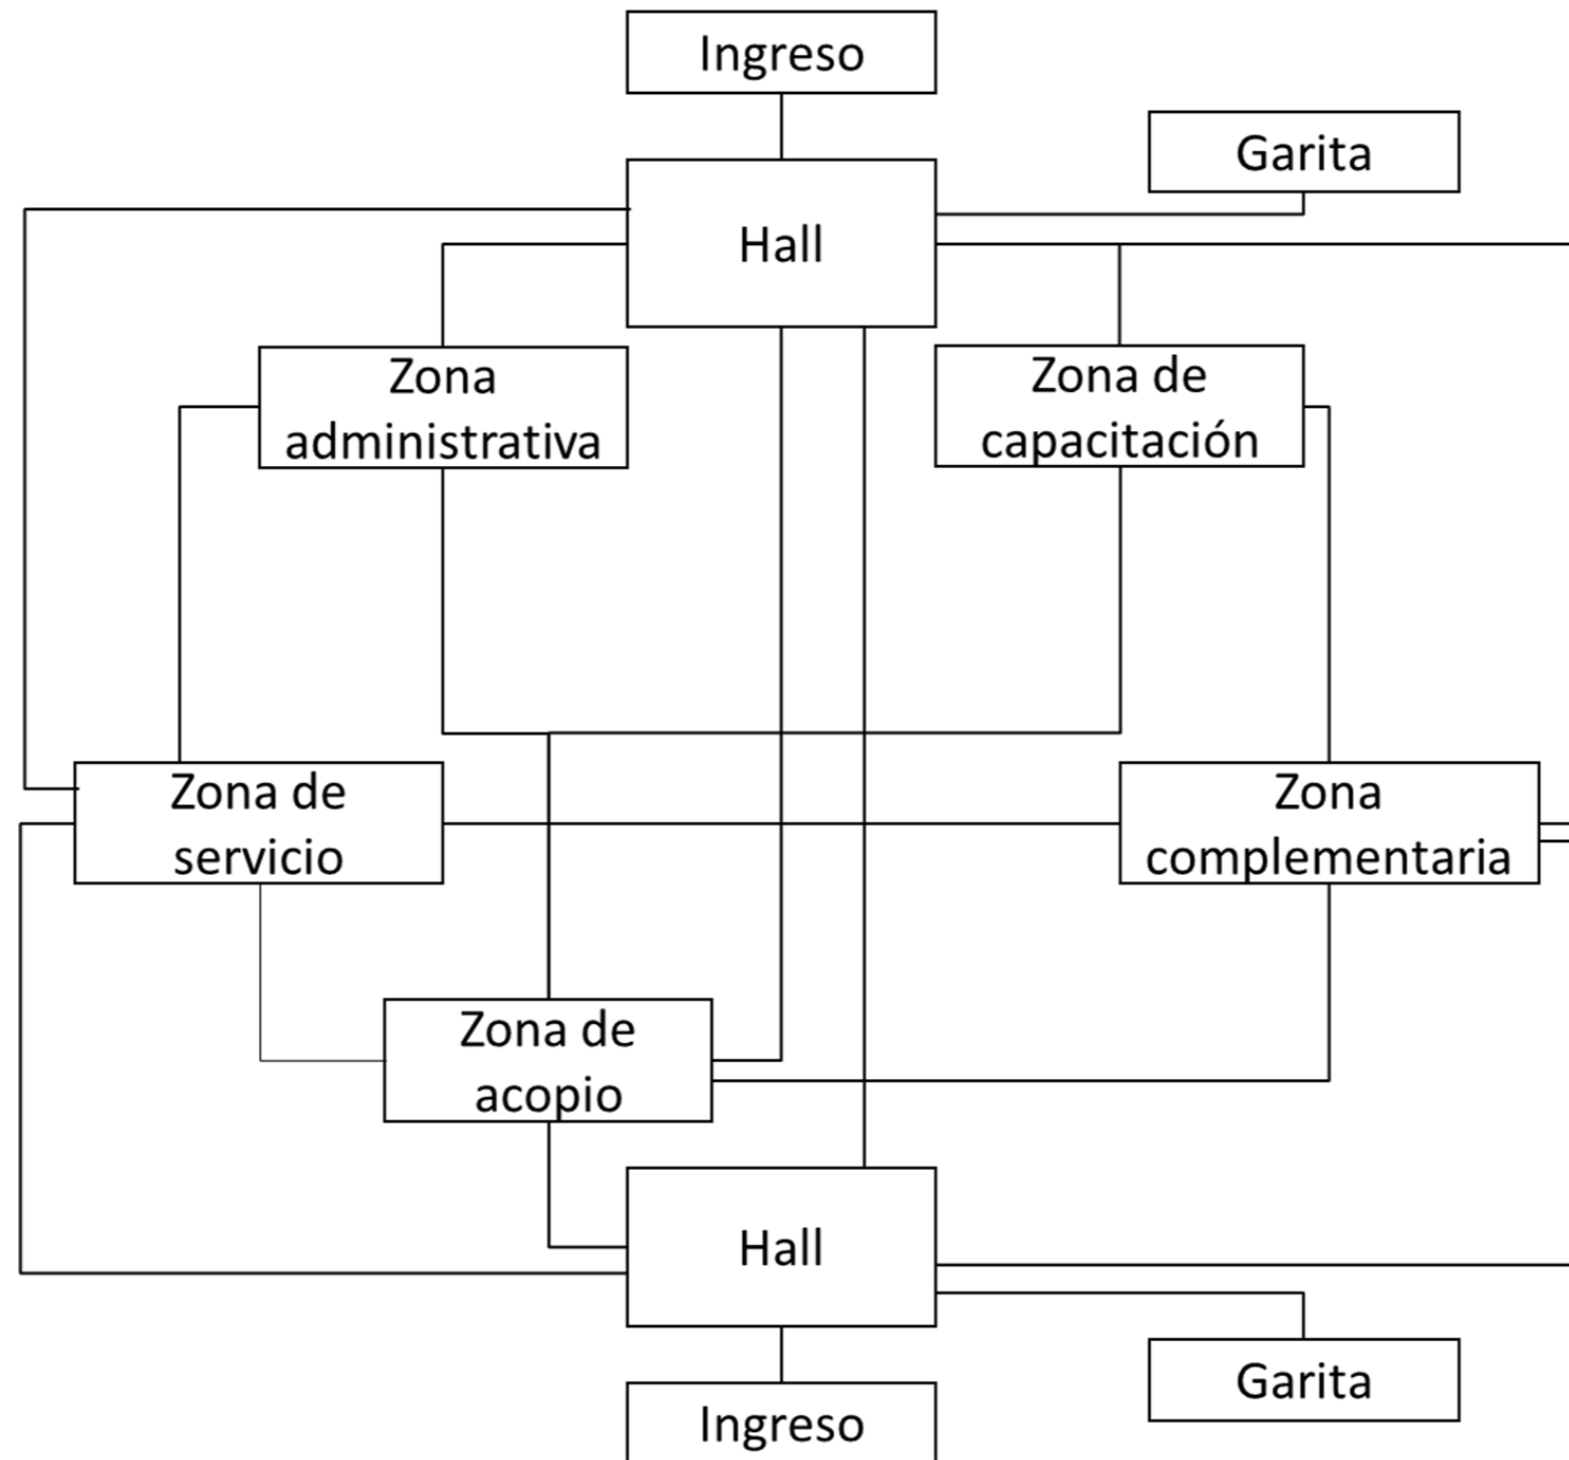 Ingreso
Garita
Hall
Zona
administrativa
Zona de
capacitación
Zona de
servicio
Zona
complementaria
Zona de
acopio
Hall
Garita
Ingreso